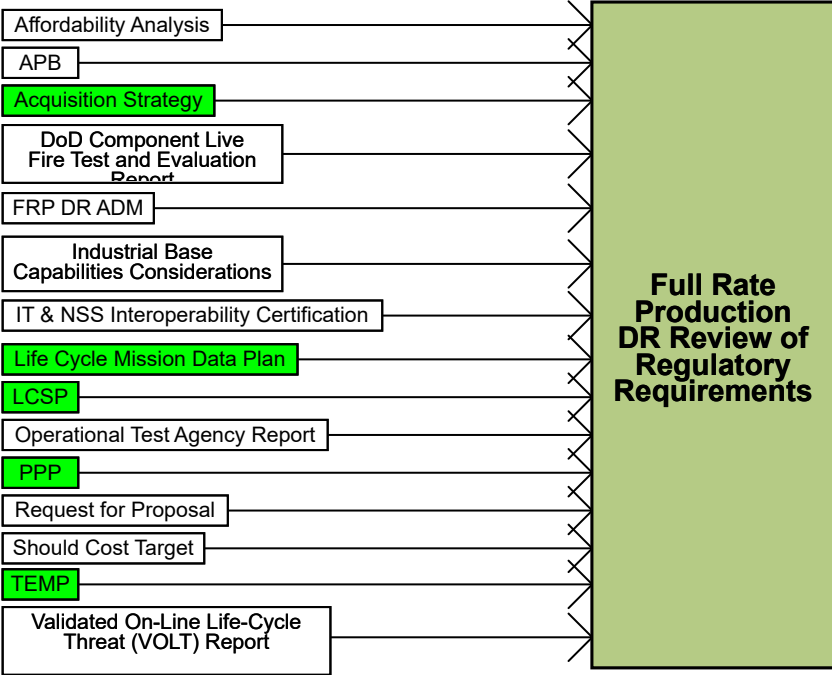 Affordability Analysis
APB
Acquisition Strategy
DoD Component Live
Fire Test and Evaluation
Report
FRP DR ADM
Industrial Base
Capabilities Considerations
IT & NSS Interoperability Certification
Life Cycle Mission Data Plan
LCSP
Operational Test Agency Report
PPP
Request for Proposal
Should Cost Target
TEMP
Validated On-Line Life-Cycle
Threat (VOLT) Report
Full Rate
Production
DR Review of
Regulatory
Requirements